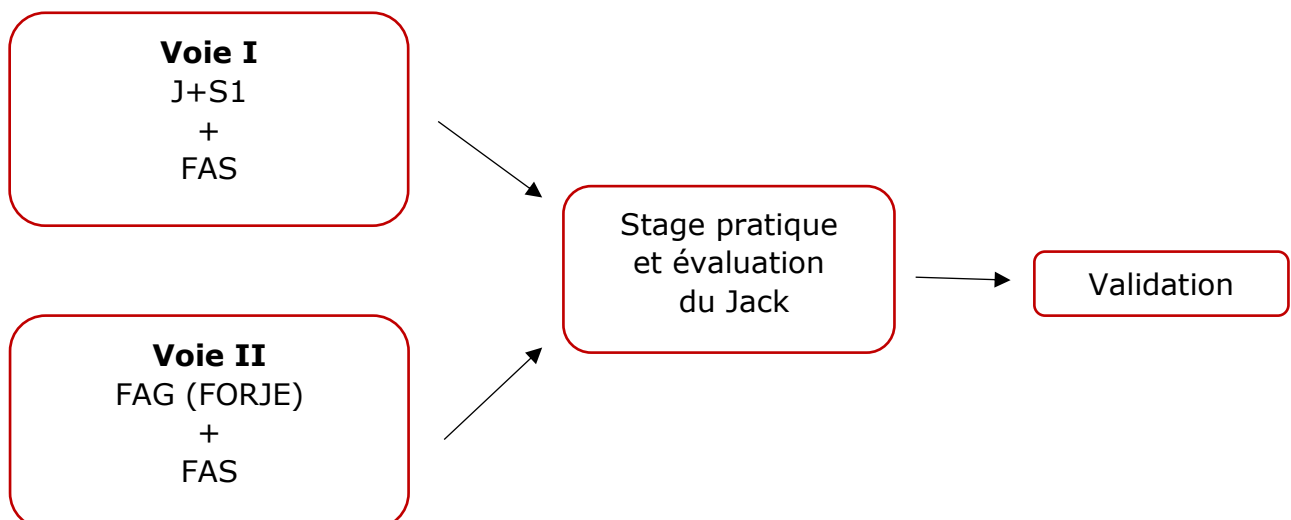 Voie I
J+S1
+
FAS
Voie II
FAG (FORJE)
+
FAS
Stage pratique
et évaluation
du Jack
Validation